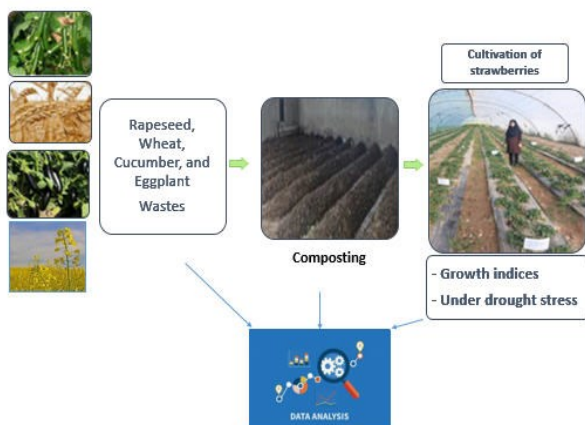 Rapeseed,
Wheat,
Cucumber, and
Eggplant
Wastes
Composting
Cultivation of
strawberries
- Growth indices
- Under drought stress
DATA ANALYSIS